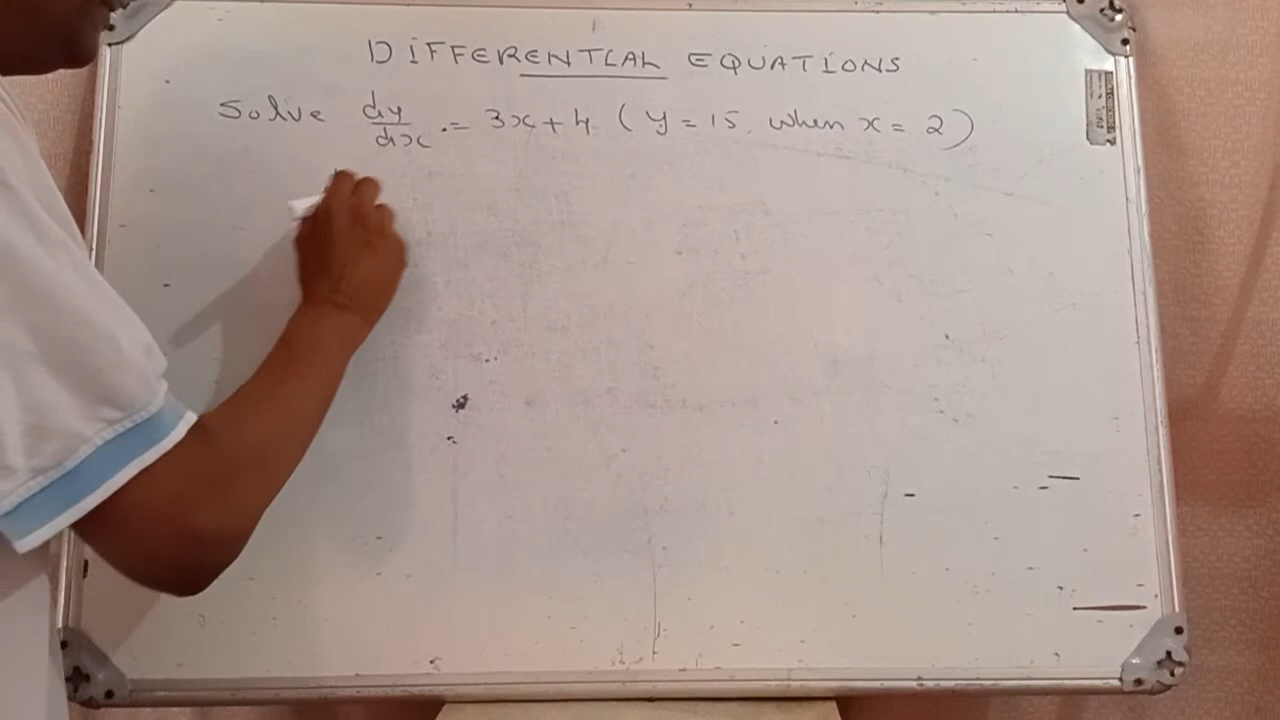 DIFFERENTIAL EQUATIONS
Solve dy/dx = 3x + 4 (y = 15 when x = 2)